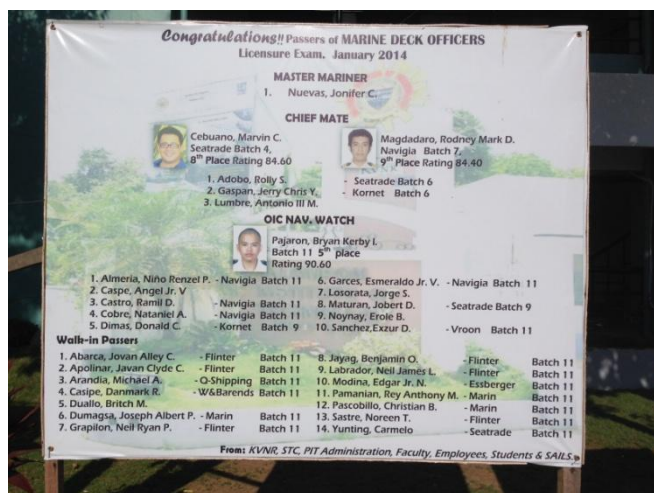 Congratulations!! Passers of MARINE DECK OFFICERS
Licensure Exam. January 2014
MASTER MARINER
1. Nuevas, Jonifer C.
CHIEF MATE
Cebuano, Marvin C.
Seatrade Batch 4,
8th Place Rating 84.60
Magdadaro, Rodney Mark D.
Navigia Batch 7,
9th Place Rating 84.40
1. Adobo, Rolly S. - Seatrade Batch 6
2. Gaspan, Jerry Chris Y. - Kornet Batch 6
3. Lumbre, Antonio III M.
OIC NAV. WATCH
Pajaron, Bryan Kerby I.
Batch 11 5th place
Rating 90.60
1. Almeria, Niño Renzel P. - Navigia Batch 11
2. Caspe, Angel Jr. V
3. Castro, Ramil D. - Navigia Batch 11
4. Cobre, Nataniel A. - Navigia Batch 11
5. Dimas, Donald C. - Kornet Batch 9
6. Garces, Esmeraldo Jr. V. - Navigia Batch 11
7. Losorata, Jorge S.
8. Maturan, Jobert D. - Seatrade Batch 9
9. Noynay, Erole B.
10. Sanchez, Exzur D. - Vroon Batch 11
Walk-in Passers
1. Abarca, Jovan Alley C. - Flinter Batch 11
2. Apolinar, Javan Clyde C. - Flinter Batch 11
3. Arandia, Michael A. - Q-Shipping Batch 11
4. Casipe, Danmark R. - W&Barends Batch 11
5. Duallo, Britch M.
6. Dumagsa, Joseph Albert P. - Marin Batch 11
7. Grapilon, Neil Ryan P. - Flinter Batch 11
8. Jayag, Benjamin O. - Flinter Batch 11
9. Labrador, Neil James L. - Flinter Batch 11
10. Modina, Edgar Jr. N. - Essberger Batch 11
11. Pamanian, Rey Anthony M. - Marin Batch 11
12. Pascobillo, Christian B. - Marin Batch 11
13. Sastre, Noreen T. - Flinter Batch 11
14. Yunting, Carmelo - Seatrade Batch 11
From: KVNR, STC, PIT Administration, Faculty, Employees, Students & SAILS.